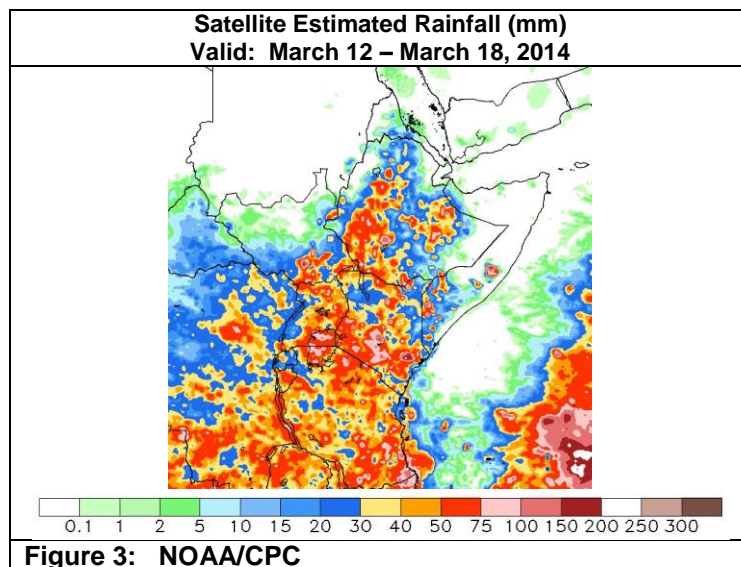 Satellite Estimated Rainfall (mm)
Valid: March 12 – March 18, 2014
0.1 1 2 5 10 15 20 30 40 50 75 100 150 200 250 300
Figure 3: NOAA/CPC